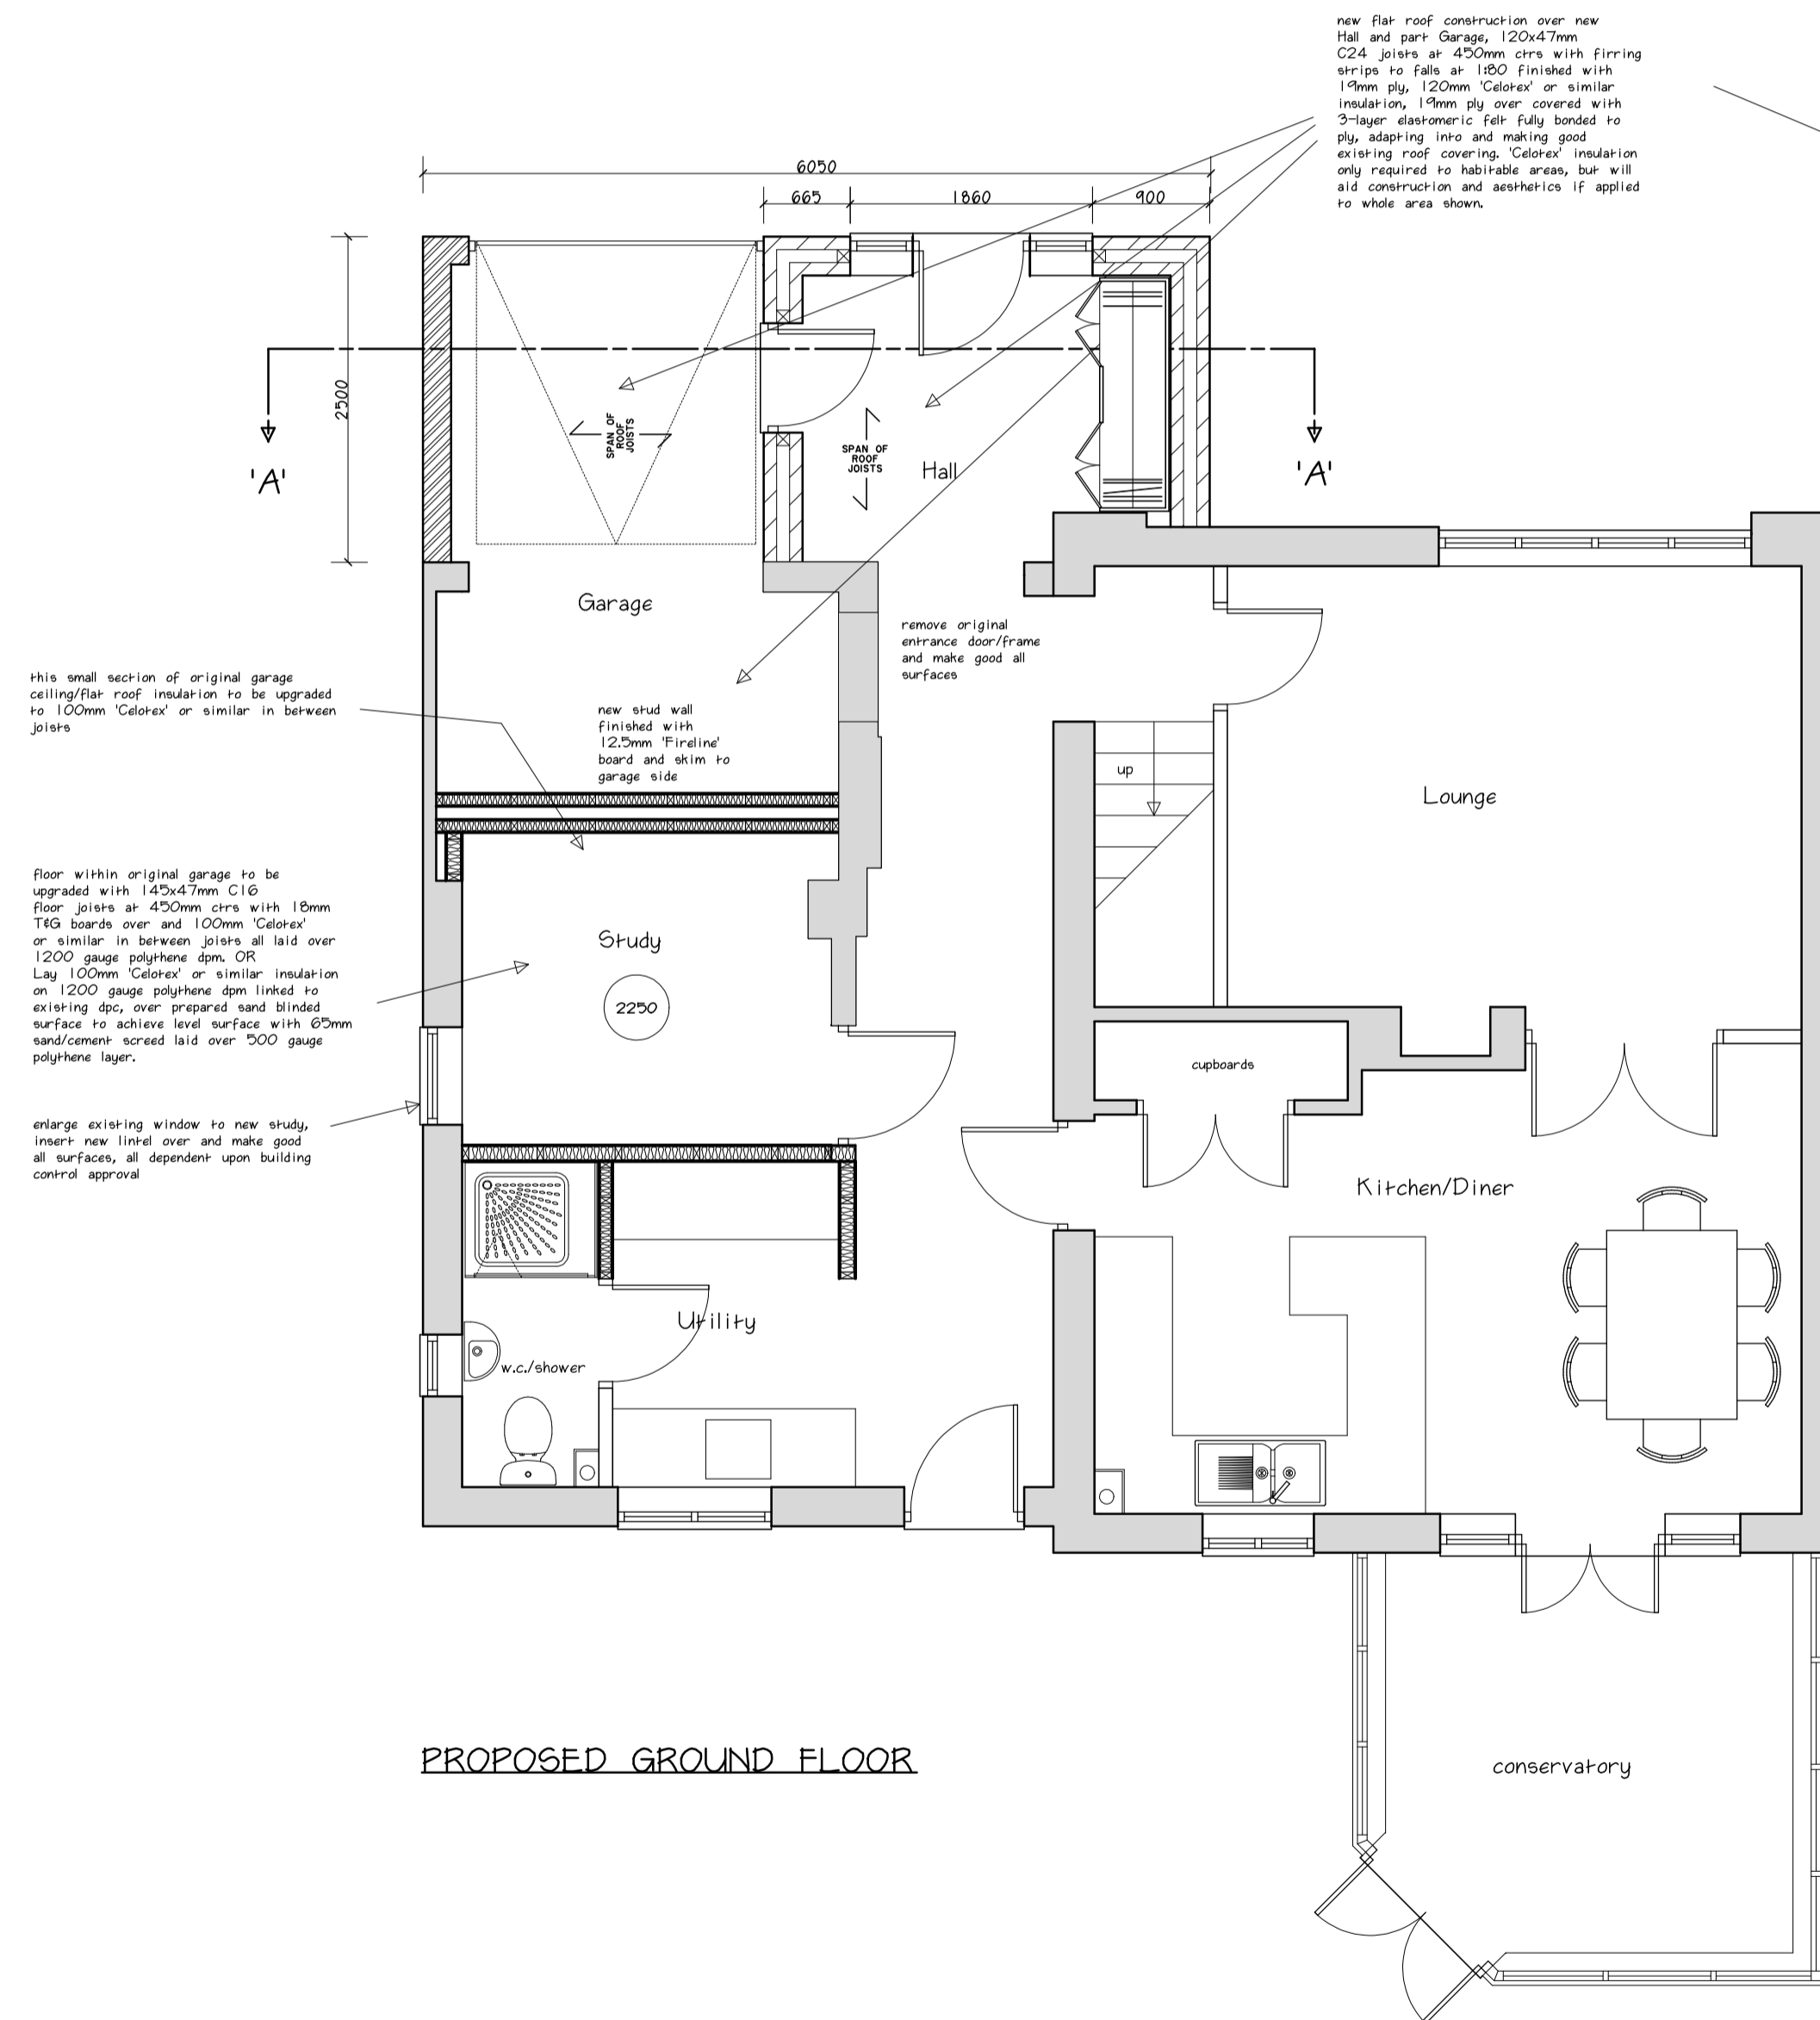 new flat roof construction over new
Hall and part Garage, 120x47mm
C24 joists at 450mm ctrs with firring
strips to falls at 1:80 finished with
19mm ply, 120mm 'Celotex' or similar
insulation, 19mm ply over covered with
3-layer elastomeric felt fully bonded to
ply, adapting into and making good
existing roof covering. 'Celotex' insulation
only required to habitable areas, but will
aid construction and aesthetics if applied
to whole area shown.
6050
665
1860
900
2500
'A'
'A'
SPAN OF
ROOF
JOISTS
SPAN OF
ROOF
JOISTS
Hall
Garage
remove original
entrance door/frame
and make good all
surfaces
this small section of original garage
ceiling/flat roof insulation to be upgraded
to 100mm 'Celotex' or similar in between
joists
new stud wall
finished with
12.5mm 'Fireline'
board and skim to
garage side
up
Lounge
floor within original garage to be
upgraded with 145x47mm C16
floor joists at 450mm ctrs with 18mm
T&G boards over and 100mm 'Celotex'
or similar in between joists all laid over
1200 gauge polythene dpm. OR
Lay 100mm 'Celotex' or similar insulation
on 1200 gauge polythene dpm linked to
existing dpc, over prepared sand blinded
surface to achieve level surface with 65mm
sand/cement screed laid over 500 gauge
polythene layer.
Study
2250
cupboards
enlarge existing window to new study,
insert new lintel over and make good
all surfaces, all dependent upon building
control approval
Kitchen/Diner
Utility
w.c./shower
PROPOSED GROUND FLOOR
conservatory